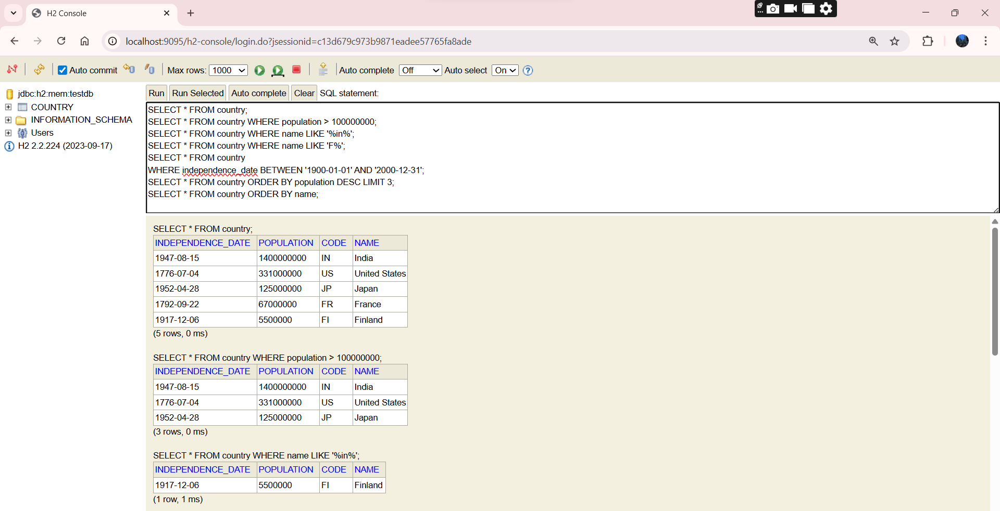 H2 Console
localhost:9095/h2-console/login.do?jsessionid=c13d679c973b9871eadee57765fa8ade
Auto commit Max rows: 1000 Auto complete Off Auto select On
jdbc:h2:mem:testdb
COUNTRY
INFORMATION_SCHEMA
Users
H2 2.2.224 (2023-09-17)
Run Run Selected Auto complete Clear SQL statement:
SELECT * FROM country;
SELECT * FROM country WHERE population > 100000000;
SELECT * FROM country WHERE name LIKE '%in%';
SELECT * FROM country WHERE name LIKE 'F%';
SELECT * FROM country
WHERE independence_date BETWEEN '1900-01-01' AND '2000-12-31';
SELECT * FROM country ORDER BY population DESC LIMIT 3;
SELECT * FROM country ORDER BY name;
SELECT * FROM country;
INDEPENDENCE_DATE POPULATION CODE NAME
1947-08-15 1400000000 IN India
1776-07-04 331000000 US United States
1952-04-28 125000000 JP Japan
1792-09-22 67000000 FR France
1917-12-06 5500000 FI Finland
(5 rows, 0 ms)
SELECT * FROM country WHERE population > 100000000;
INDEPENDENCE_DATE POPULATION CODE NAME
1947-08-15 1400000000 IN India
1776-07-04 331000000 US United States
1952-04-28 125000000 JP Japan
(3 rows, 0 ms)
SELECT * FROM country WHERE name LIKE '%in%';
INDEPENDENCE_DATE POPULATION CODE NAME
1917-12-06 5500000 FI Finland
(1 row, 1 ms)